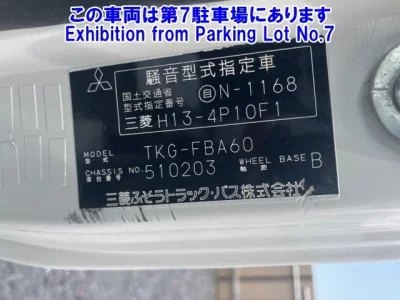 この車両は第7駐車場にあります
Exhibition from Parking Lot No.7
騒音型式指定車
国土交通省
型式指定番号 自N-1168
三菱 H13-4P10F1
MODEL
型式 TKG-FBA60
CHASSIS NO. 510203 WHEEL BASE 軸距 B
車台番号
三菱ふそうトラック・バス株式会社